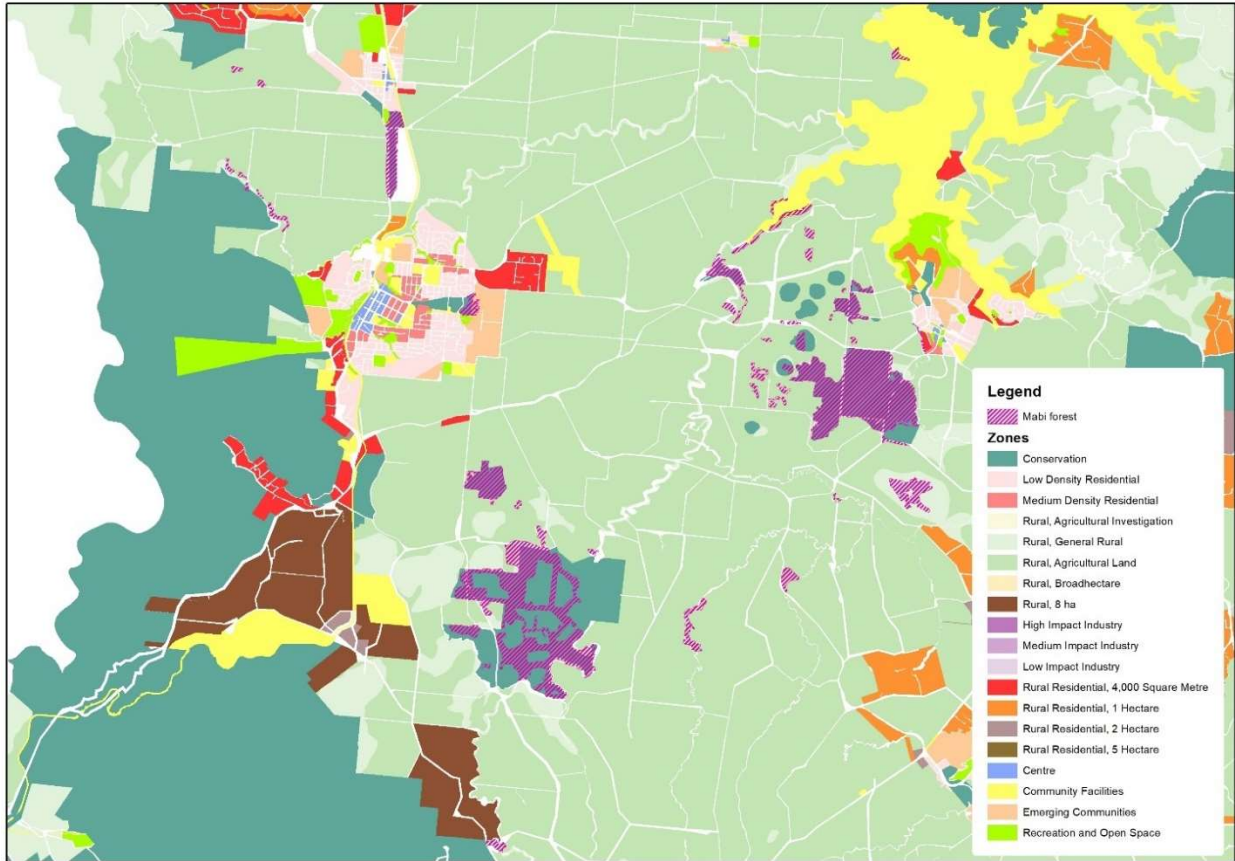 Legend
Mabi forest
Zones
Conservation
Low Density Residential
Medium Density Residential
Rural, Agricultural Investigation
Rural, General Rural
Rural, Agricultural Land
Rural, Broadhectare
Rural, 8 ha
High Impact Industry
Medium Impact Industry
Low Impact Industry
Rural Residential, 4,000 Square Metre
Rural Residential, 1 Hectare
Rural Residential, 2 Hectare
Rural Residential, 5 Hectare
Centre
Community Facilities
Emerging Communities
Recreation and Open Space